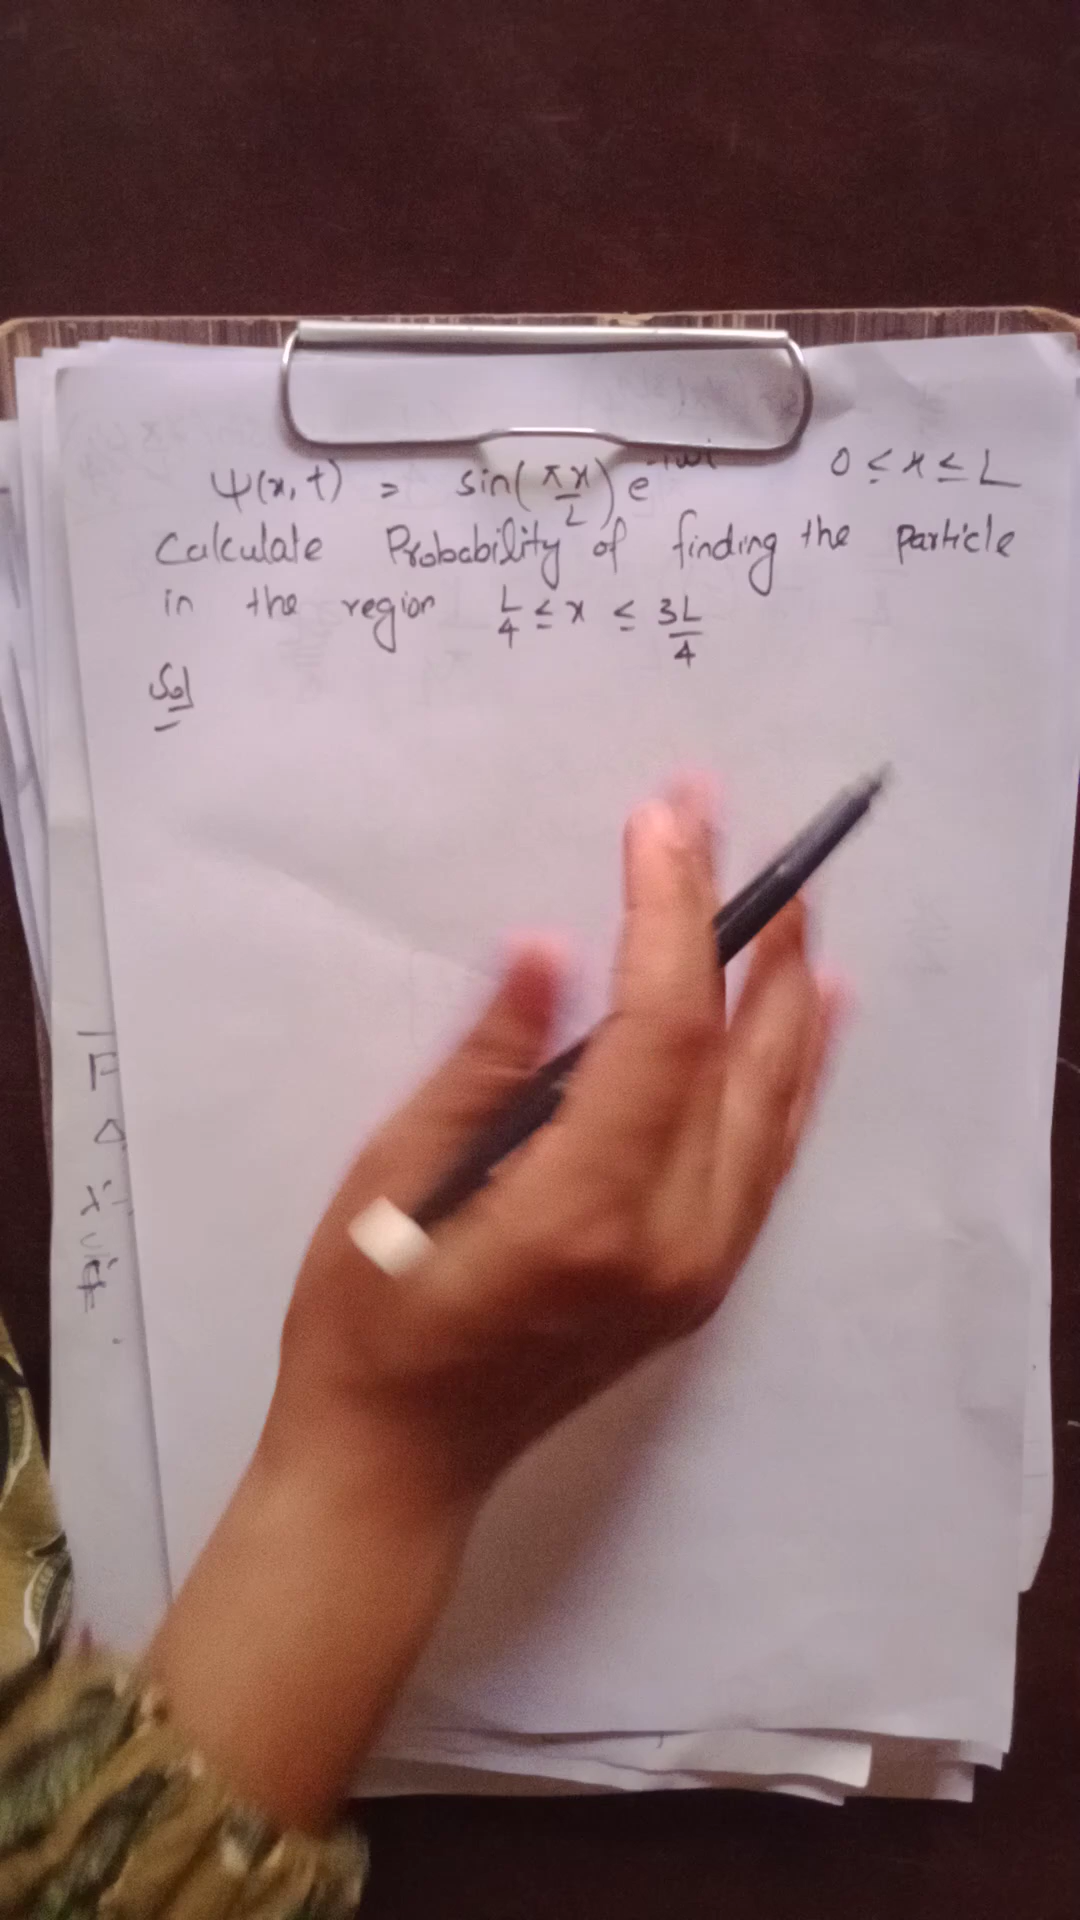 ψ(x,t) = sin(πx/L) e^-iωt 0 ≤ x ≤ L
Calculate Probability of finding the particle
in the region L/4 ≤ x ≤ 3L/4
Sol